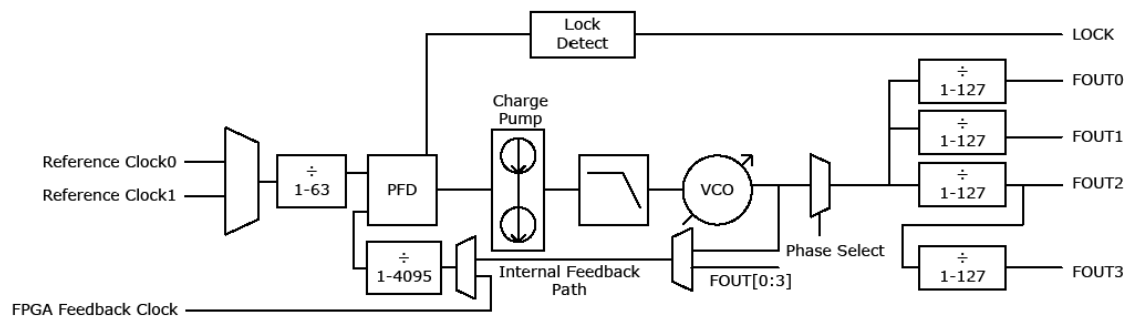 Lock
Detect
LOCK
÷
1-127
FOUT0
Charge
Pump
÷
1-127
FOUT1
Reference Clock0
Reference Clock1
÷
1-63
PFD
VCO
÷
1-127
FOUT2
Phase Select
÷
1-4095
Internal Feedback
Path
FOUT[0:3]
÷
1-127
FOUT3
FPGA Feedback Clock